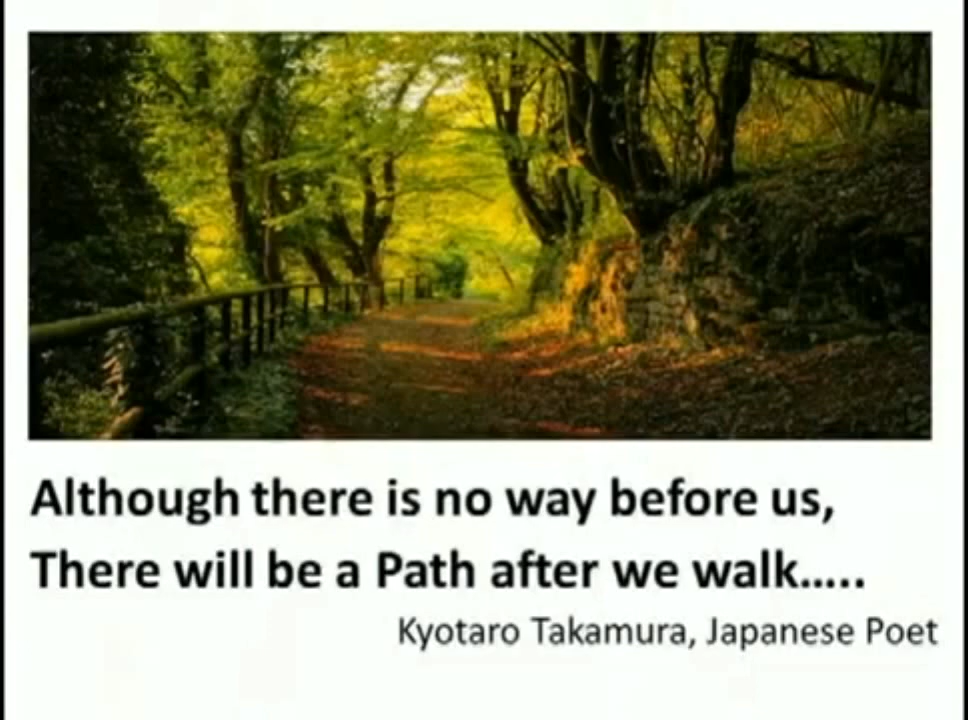 Although there is no way before us,
There will be a Path after we walk.....
Kyotaro Takamura, Japanese Poet